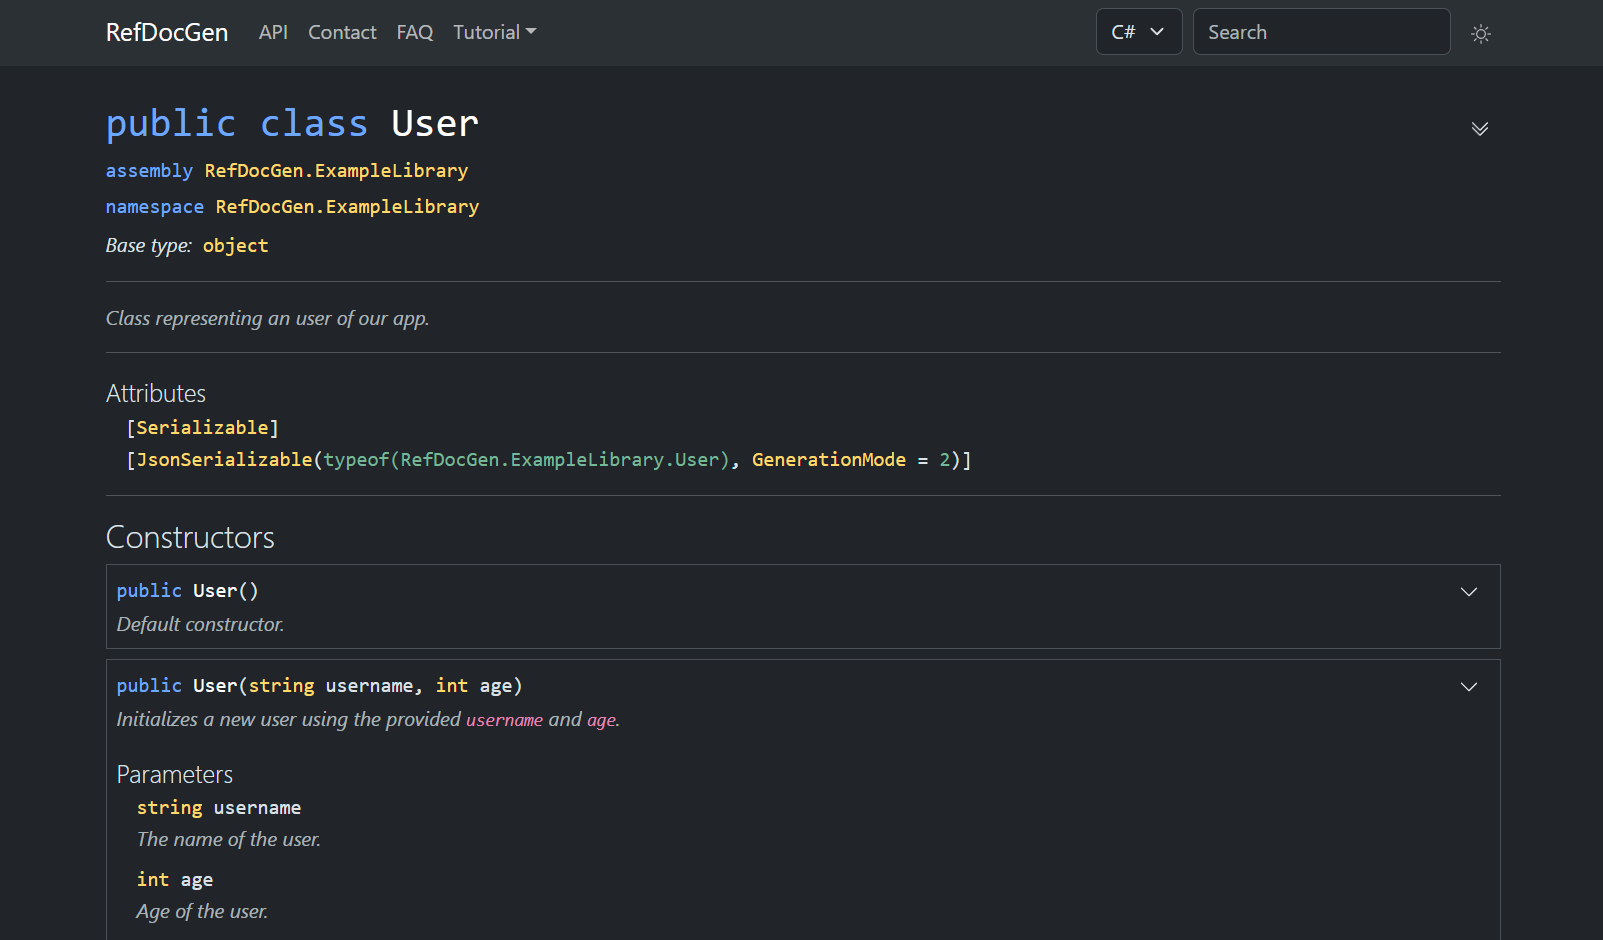 RefDocGen API Contact FAQ Tutorial C# Search
public class User
assembly RefDocGen.ExampleLibrary
namespace RefDocGen.ExampleLibrary
Base type: object
Class representing an user of our app.
Attributes
[Serializable]
[JsonSerializable(typeof(RefDocGen.ExampleLibrary.User), GenerationMode = 2)]
Constructors
public User()
Default constructor.
public User(string username, int age)
Initializes a new user using the provided username and age.
Parameters
string username
The name of the user.
int age
Age of the user.